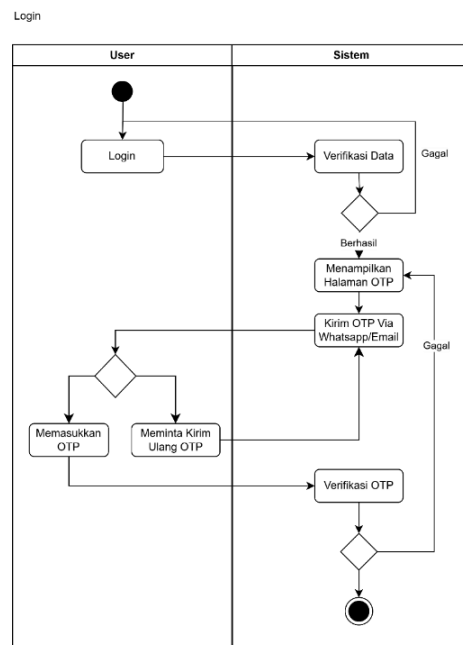 Login
User
Sistem
Login
Verifikasi Data
Gagal
Berhasil
Menampilkan
Halaman OTP
Kirim OTP Via
Whatsapp/Email
Gagal
Memasukkan
OTP
Meminta Kirim
Ulang OTP
Verifikasi OTP